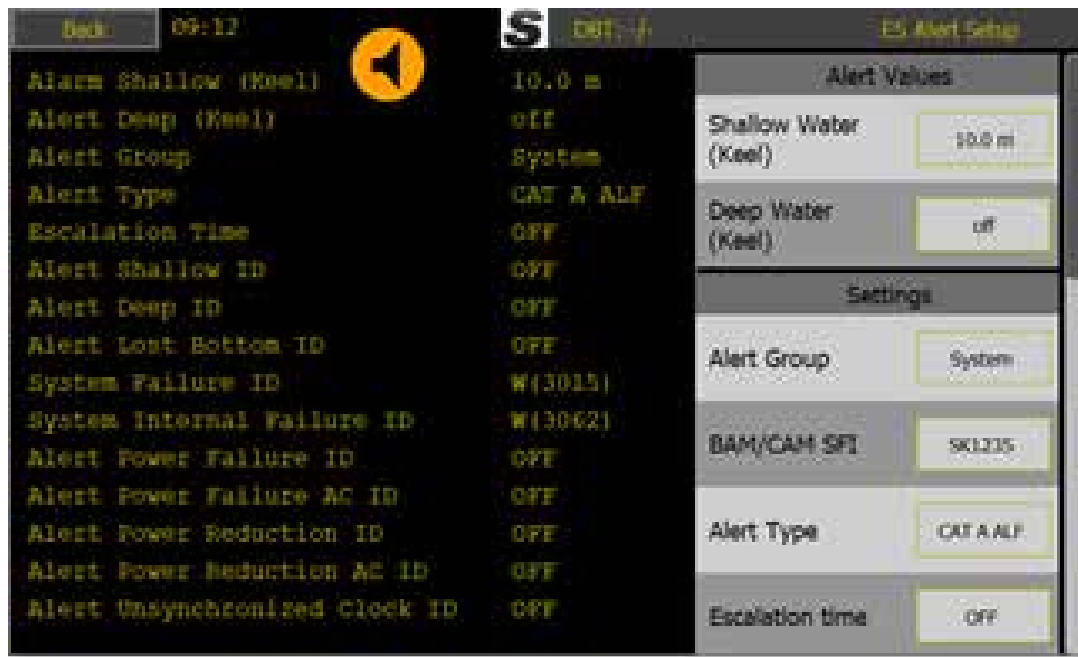 Back 09:12 S DBT: -/- ES Alert Setup
Alarm Shallow (Keel) 10.0 m
Alert Deep (Keel) off
Alert Group System
Alert Type CAT A ALF
Escalation Time OFF
Alert Shallow ID OFF
Alert Deep ID OFF
Alert Lost Bottom ID OFF
System Failure ID W(3015)
System Internal Failure ID W(3062)
Alert Power Failure ID OFF
Alert Power Failure AC ID OFF
Alert Power Reduction ID OFF
Alert Power Reduction AC ID OFF
Alert Unsynchronized Clock ID OFF
Alert Values
Shallow Water
(Keel) 10.0 m
Deep Water
(Keel) off
Settings
Alert Group System
BAM/CAM SFI SK1235
Alert Type CAT A ALF
Escalation time OFF